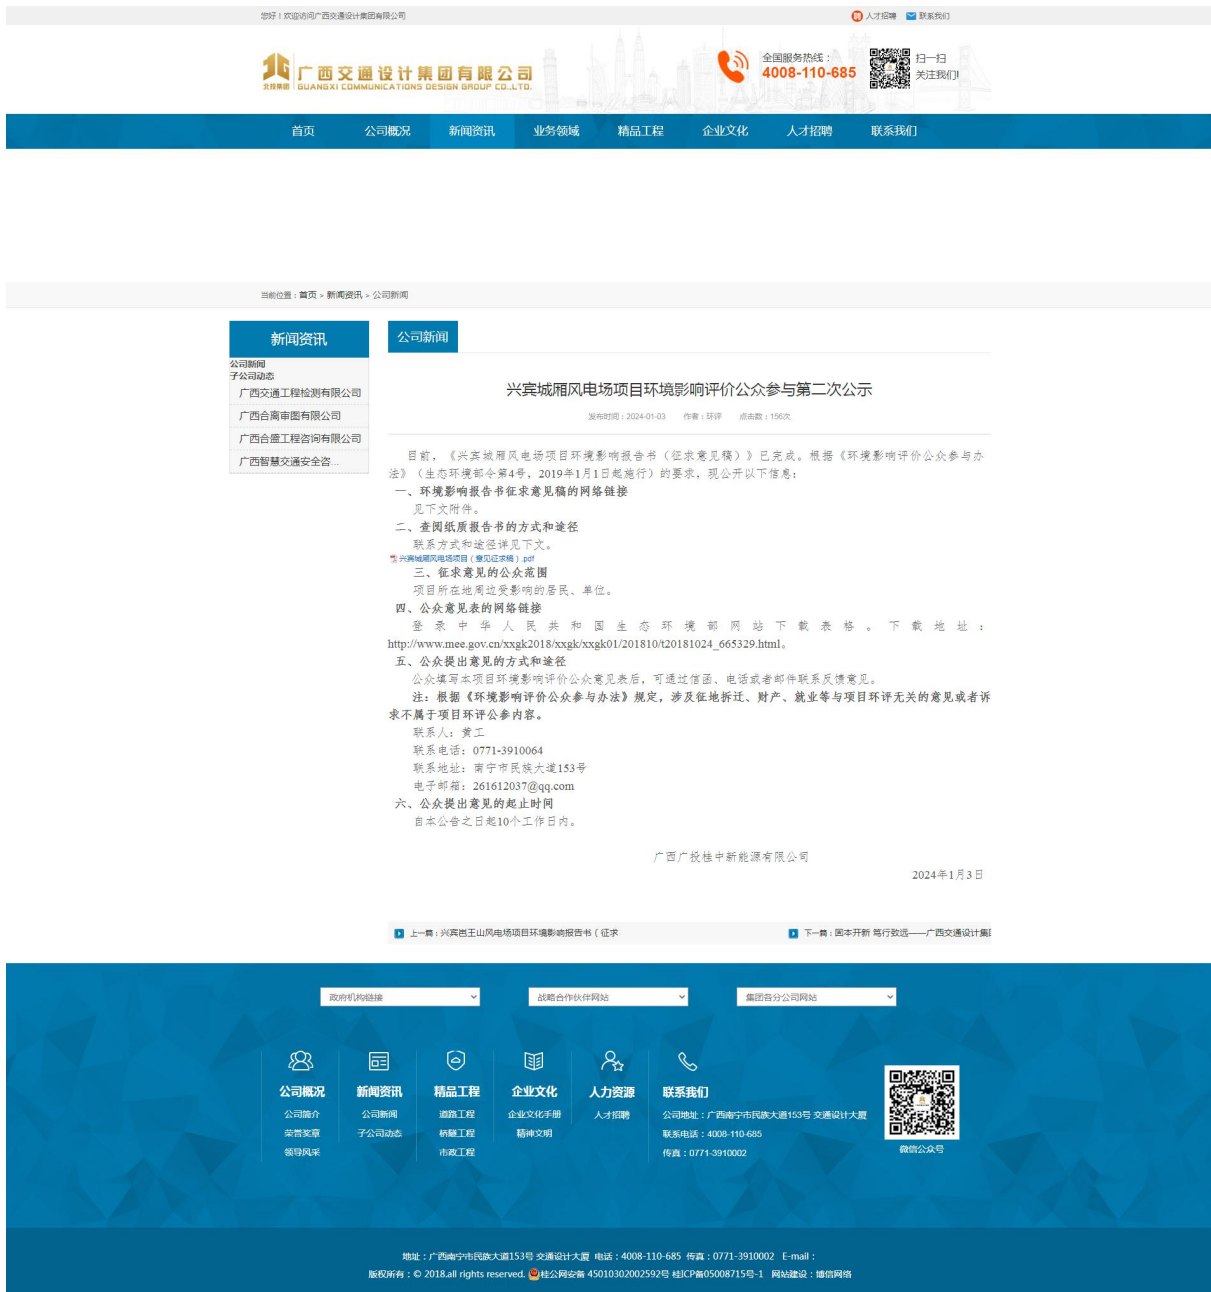 您好！欢迎访问广西交通设计集团有限公司
人才招聘 联系我们
北投集团
广西交通设计集团有限公司
GUANGXI COMMUNICATIONS DESIGN GROUP CO.,LTD.
全国服务热线：
4008-110-685
扫一扫
关注我们!
首页 公司概况 新闻资讯 业务领域 精品工程 企业文化 人才招聘 联系我们
当前位置：首页 > 新闻资讯 > 公司新闻
新闻资讯
公司新闻
子公司动态
广西交通工程检测有限公司
广西合离审图有限公司
广西合盛工程咨询有限公司
广西智慧交通安全咨...
公司新闻
兴宾城厢风电场项目环境影响评价公众参与第二次公示
发布时间：2024-01-03 作者：环评 点击数：156次
目前，《兴宾城厢风电场项目环境影响报告书（征求意见稿）》已完成。根据《环境影响评价公众参与办
法》（生态环境部令第4号，2019年1月1日起施行）的要求，现公开以下信息：
一、环境影响报告书征求意见稿的网络链接
见下文附件。
二、查阅纸质报告书的方式和途径
联系方式和途径详见下文。
兴宾城厢风电场项目（意见征求稿）.pdf
三、征求意见的公众范围
项目所在地周边受影响的居民、单位。
四、公众意见表的网络链接
登录中华人民共和国生态环境部网站下载表格。下载地址：
http://www.mee.gov.cn/xxgk2018/xxgk/xxgk01/201810/t20181024_665329.html。
五、公众提出意见的方式和途径
公众填写本项目环境影响评价公众意见表后，可通过信函、电话或者邮件联系反馈意见。
注：根据《环境影响评价公众参与办法》规定，涉及征地拆迁、财产、就业等与项目环评无关的意见或者诉
求不属于项目环评公参内容。
联系人：黄工
联系电话：0771-3910064
联系地址：南宁市民族大道153号
电子邮箱：261612037@qq.com
六、公众提出意见的起止时间
自本公告之日起10个工作日内。
广西广投桂中新能源有限公司
2024年1月3日
上一篇：兴宾邕王山风电场项目环境影响报告书（征求
下一篇：固本开新 笃行致远——广西交通设计集团
政府机构链接 战略合作伙伴网站 集团各分公司网站
公司概况 新闻资讯 精品工程 企业文化 人力资源 联系我们
公司简介 公司新闻 道路工程 企业文化手册 人才招聘 公司地址：广西南宁市民族大道153号 交通设计大厦
荣誉奖章 子公司动态 桥隧工程 精神文明 联系电话：4008-110-685
领导风采 市政工程 传真：0771-3910002
微信公众号
地址：广西南宁市民族大道153号 交通设计大厦 电话：4008-110-685 传真：0771-3910002 E-mail：
版权所有：© 2018.all rights reserved. 桂公网安备 45010302002592号 桂ICP备05008715号-1 网站建设：博信网络